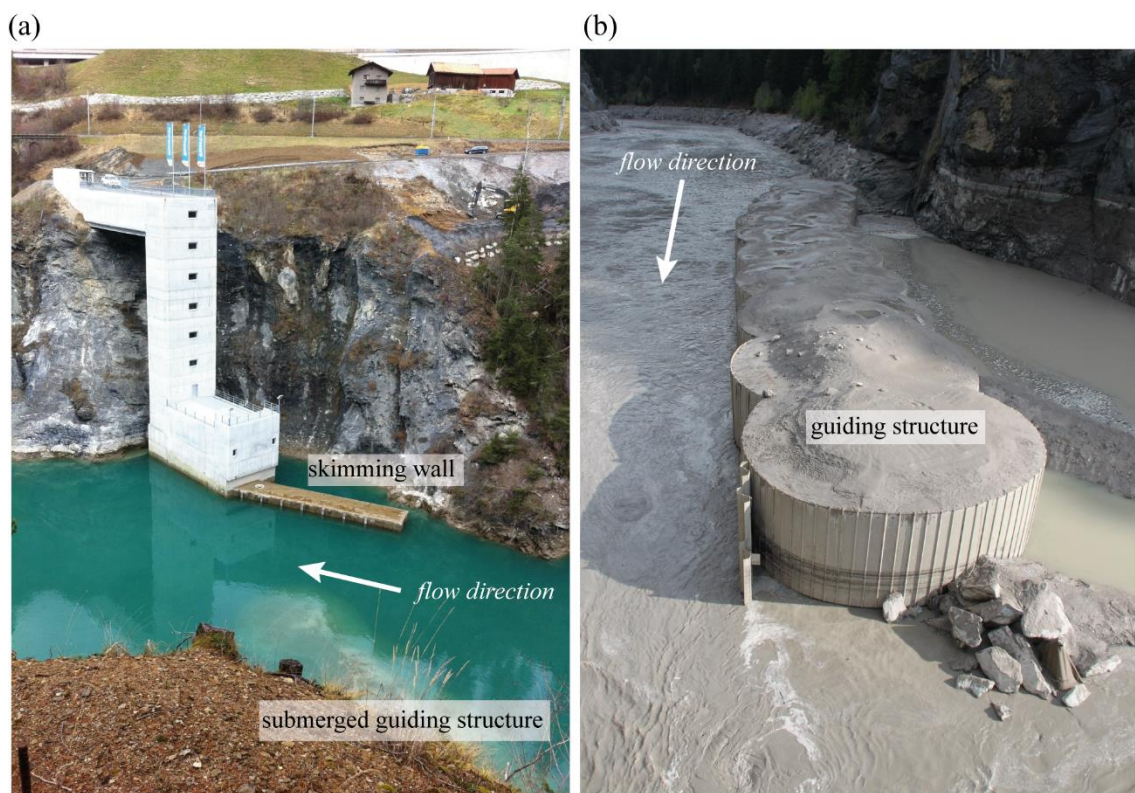 (a)
skimming wall
flow direction
submerged guiding structure
(b)
flow direction
guiding structure